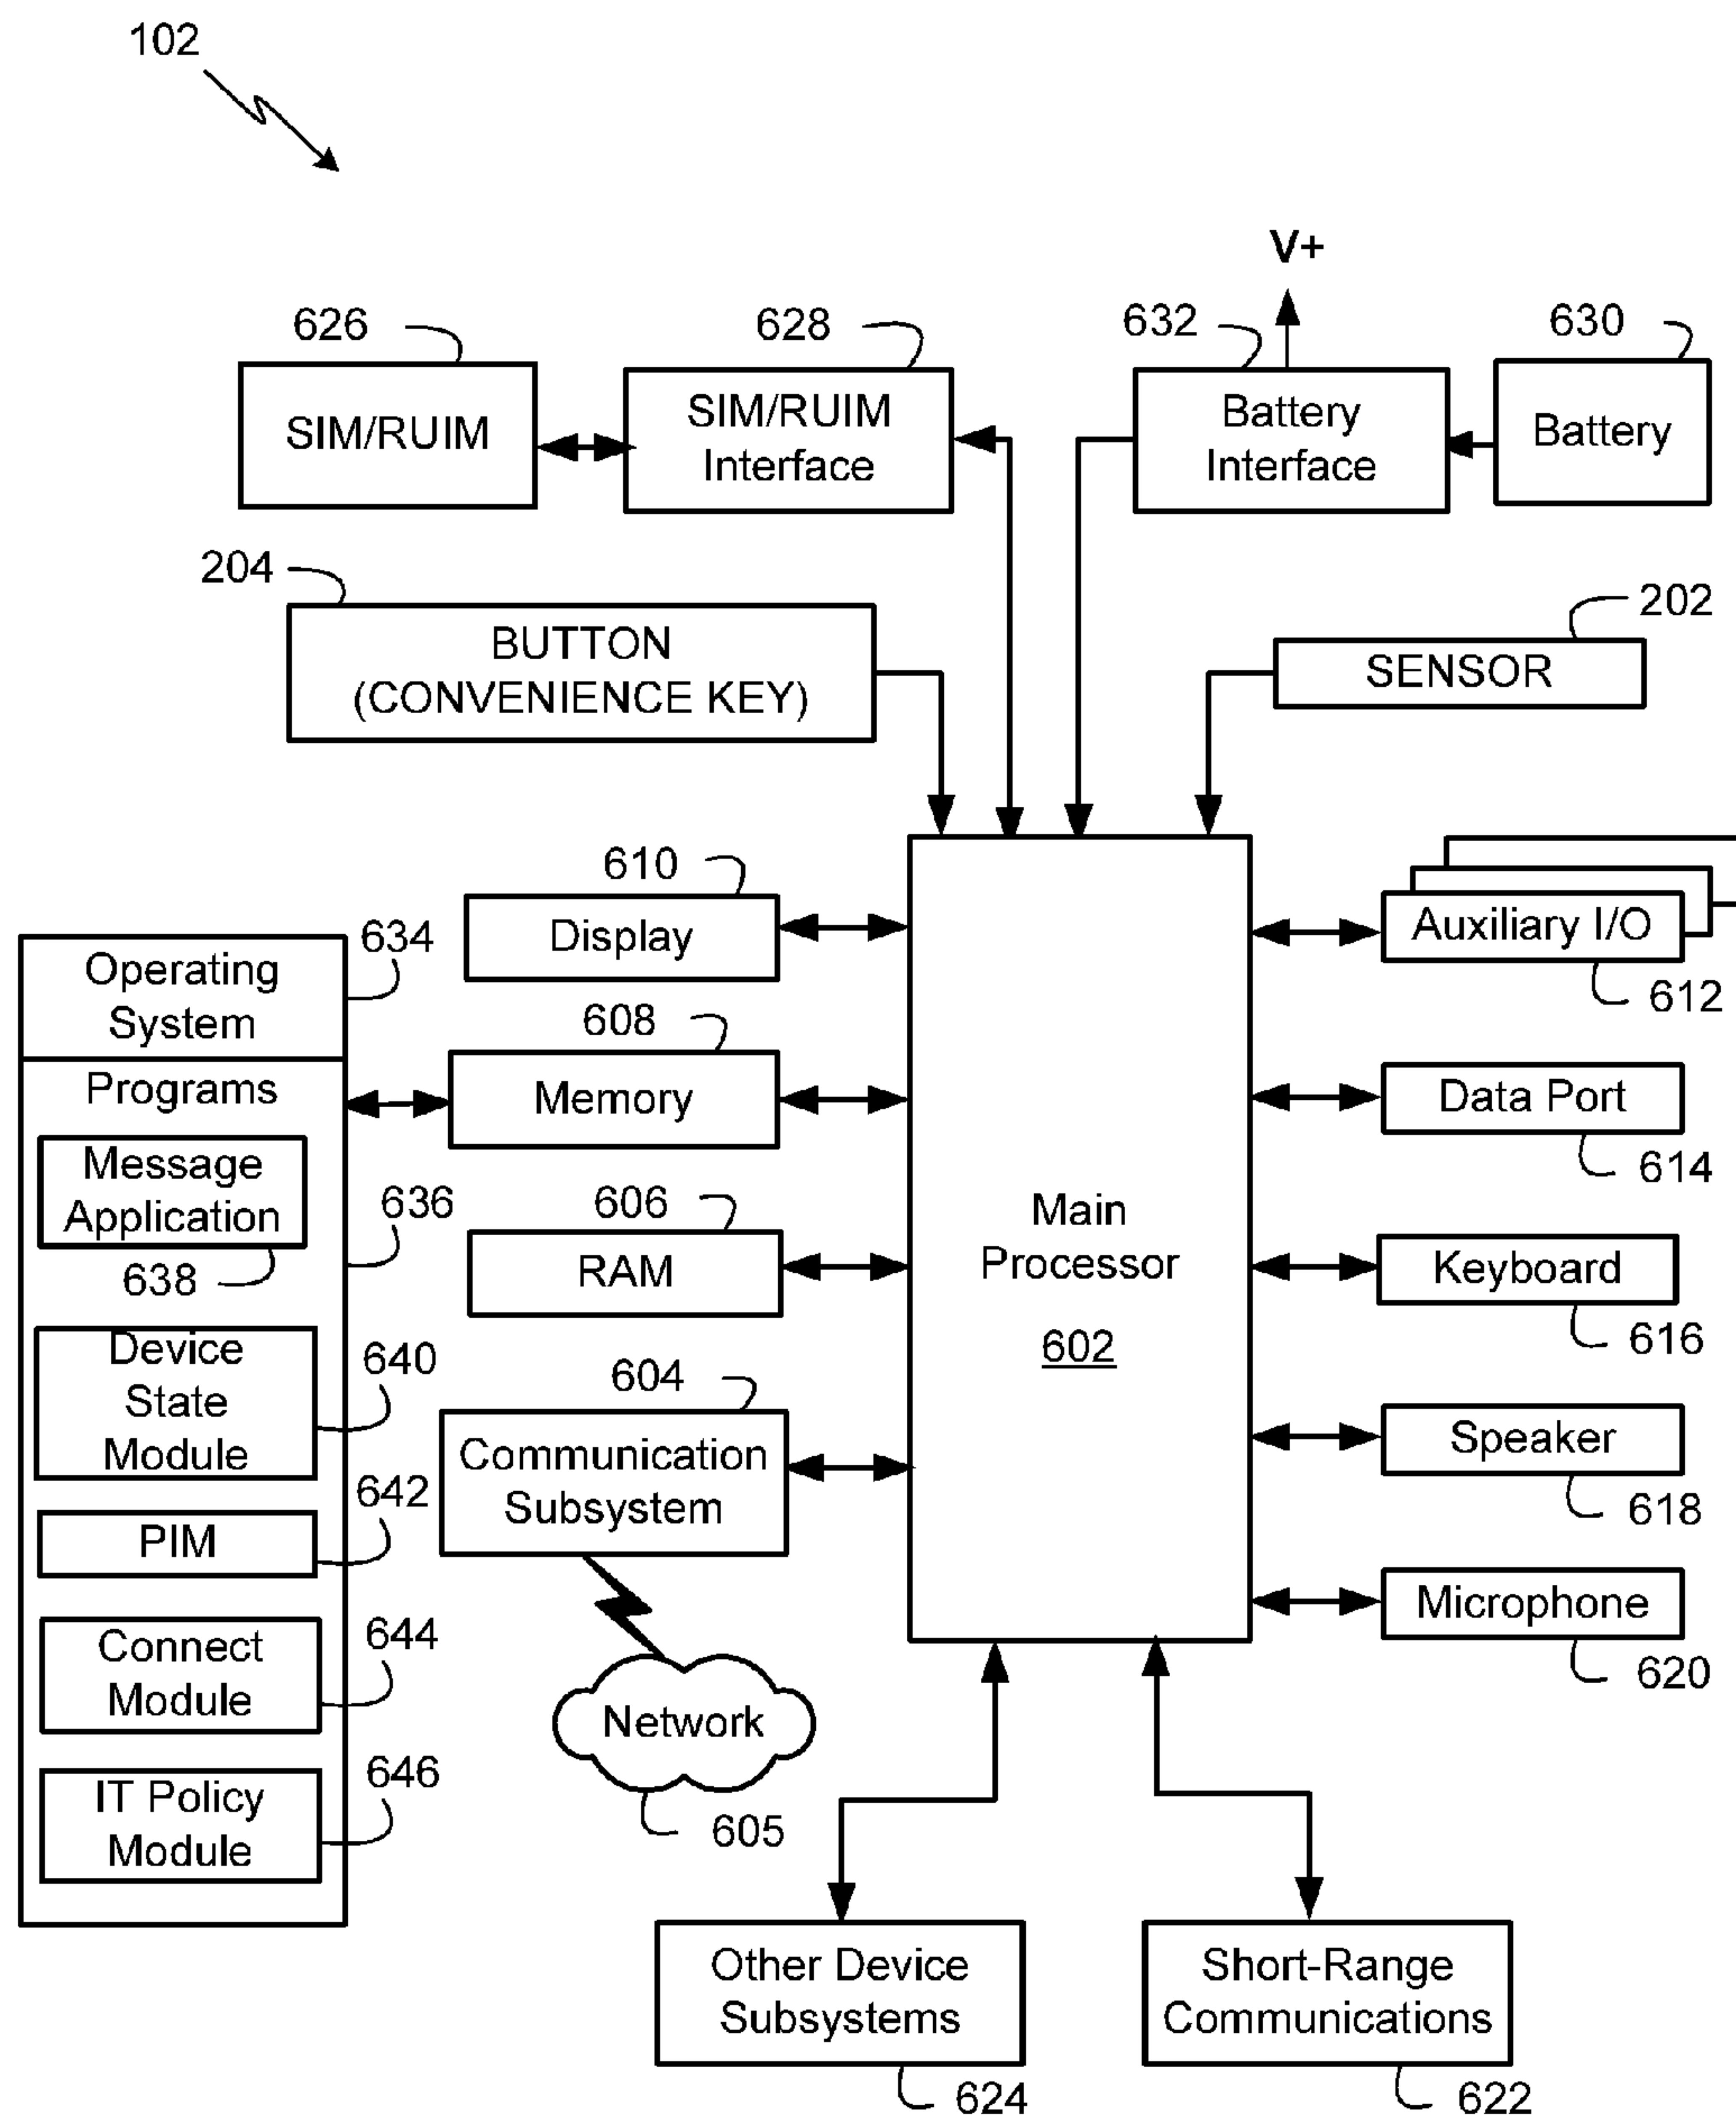 102
V+
626
628
632
630
SIM/RUIM
SIM/RUIM
Interface
Battery
Interface
Battery
204
BUTTON
(CONVENIENCE KEY)
202
SENSOR
610
Display
634
Operating
System
608
Memory
Programs
Message
Application
638
636
606
RAM
Device
State
Module
640
604
Communication
Subsystem
642
PIM
644
Connect
Module
Network
605
646
IT Policy
Module
Main
Processor
602
Auxiliary I/O
612
Data Port
614
Keyboard
616
Speaker
618
Microphone
620
Other Device
Subsystems
624
Short-Range
Communications
622